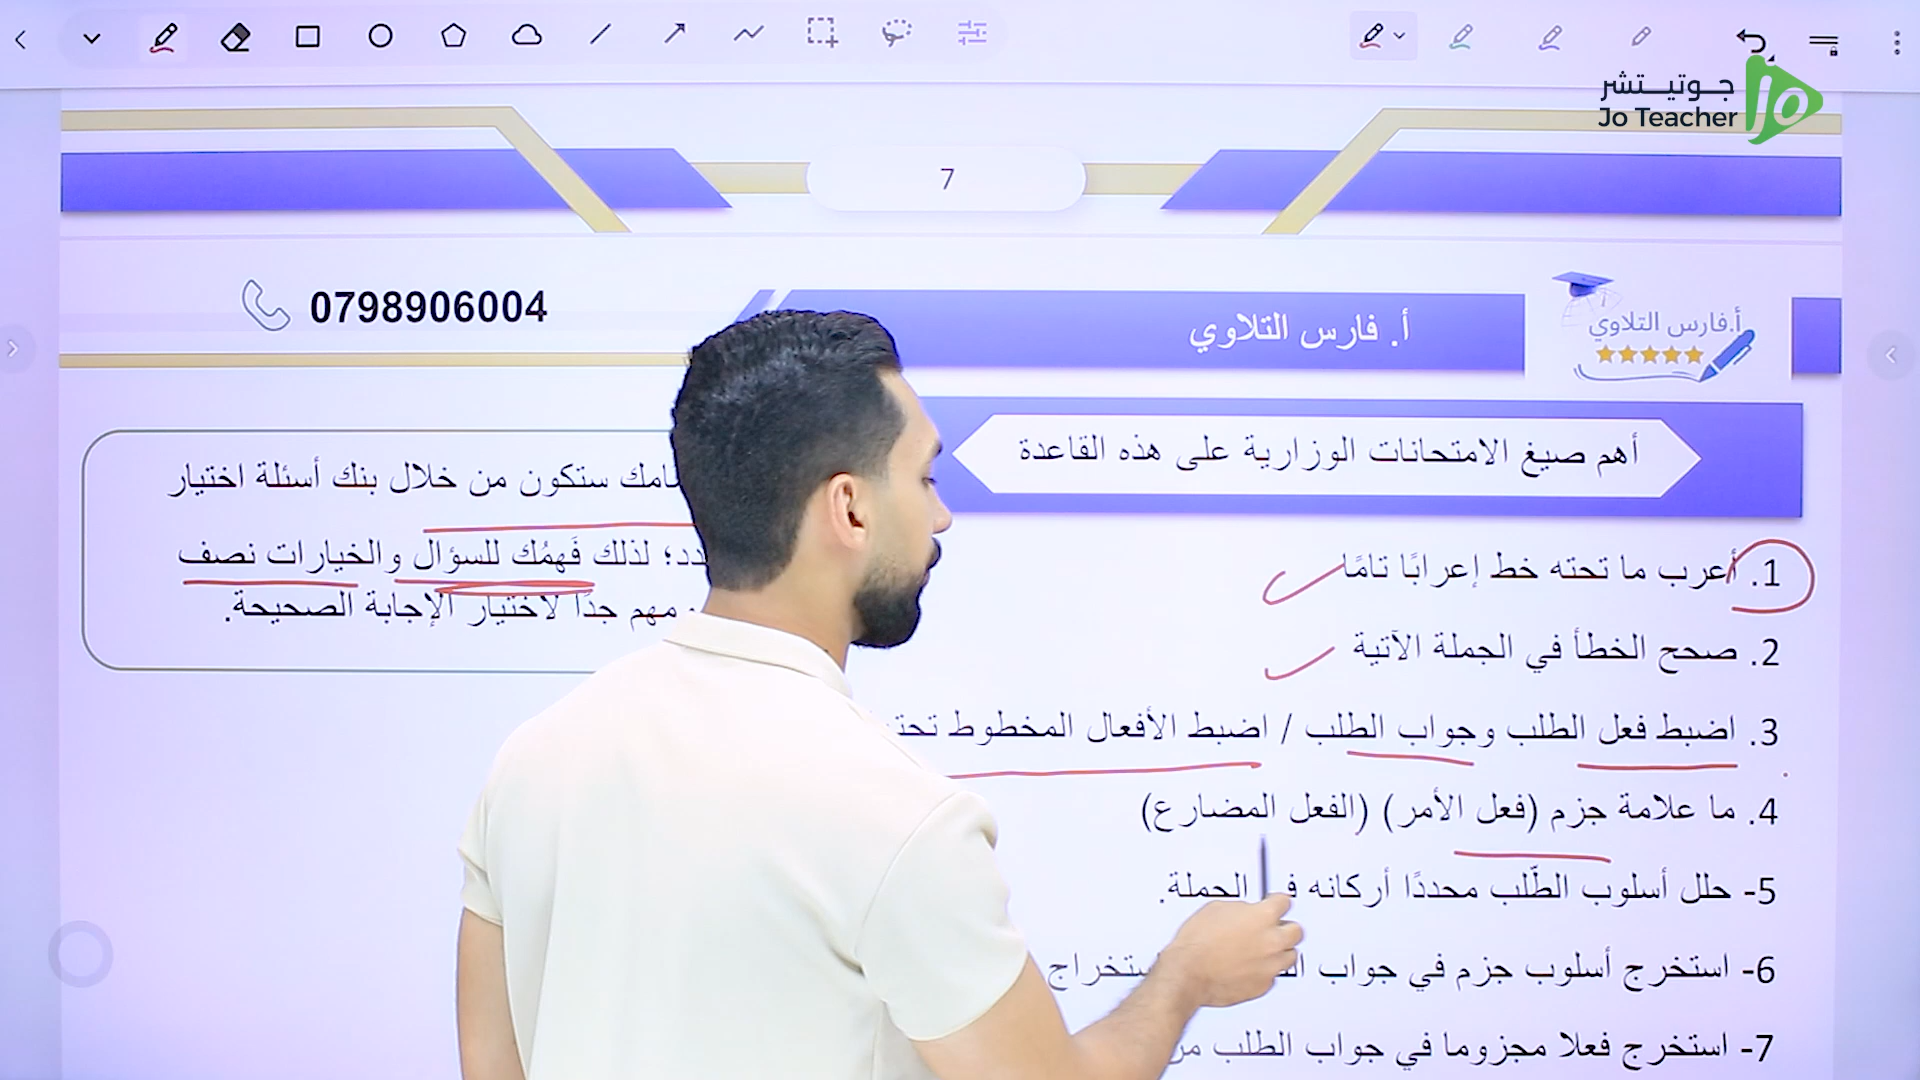 جـوتيـــتشر
Jo Teacher
7
0798906004
أ. فارس التلاوي
أ.فارس التلاوي
أهم صيغ الامتحانات الوزارية على هذه القاعدة
ستكون من خلال بنك أسئلة اختيار
لذلك فَهمُك للسؤال والخيارات نصف
مهم جدًا لاختيار الإجابة الصحيحة.
1. أعرب ما تحته خط إعرابًا تامًا
2. صحح الخطأ في الجملة الآتية
3. اضبط فعل الطلب وجواب الطلب / اضبط الأفعال المخطوط
4. ما علامة جزم (فعل الأمر) (الفعل المضارع)
5- حلل أسلوب الطّلب محددًا أركانه الجملة.
6- استخرج أسلوب جزم في جواب
7- استخرج فعلا مجزوما في جواب الطلب